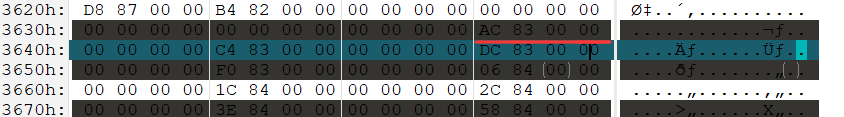 3620h: D8 87 00 00 B4 82 00 00 00 00 00 00 00 00 00 00 Ø‡..´‚..........
3630h: 00 00 00 00 00 00 00 00 00 00 00 00 AC 83 00 00 ............¬ƒ..
3640h: 00 00 00 00 C4 83 00 00 00 00 00 00 DC 83 00 00 ....Äƒ......Üƒ..
3650h: 00 00 00 00 F0 83 00 00 00 00 00 00 06 84 (00) 00 ....ðƒ.......„(.)
3660h: 00 00 00 00 1C 84 00 00 00 00 00 00 2C 84 00 00 .....„......,„..
3670h: 00 00 00 00 3E 84 00 00 00 00 00 00 58 84 00 00 ....>„......X„..